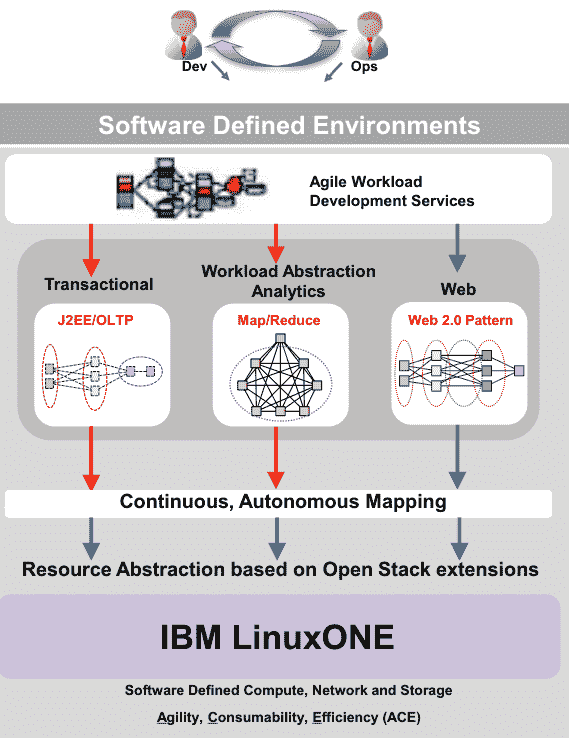 Dev
Ops
Software Defined Environments
Agile Workload
Development Services
Transactional
Workload Abstraction
Analytics
Web
J2EE/OLTP
Map/Reduce
Web 2.0 Pattern
Continuous, Autonomous Mapping
Resource Abstraction based on Open Stack extensions
IBM LinuxONE
Software Defined Compute, Network and Storage
Agility, Consumability, Efficiency (ACE)